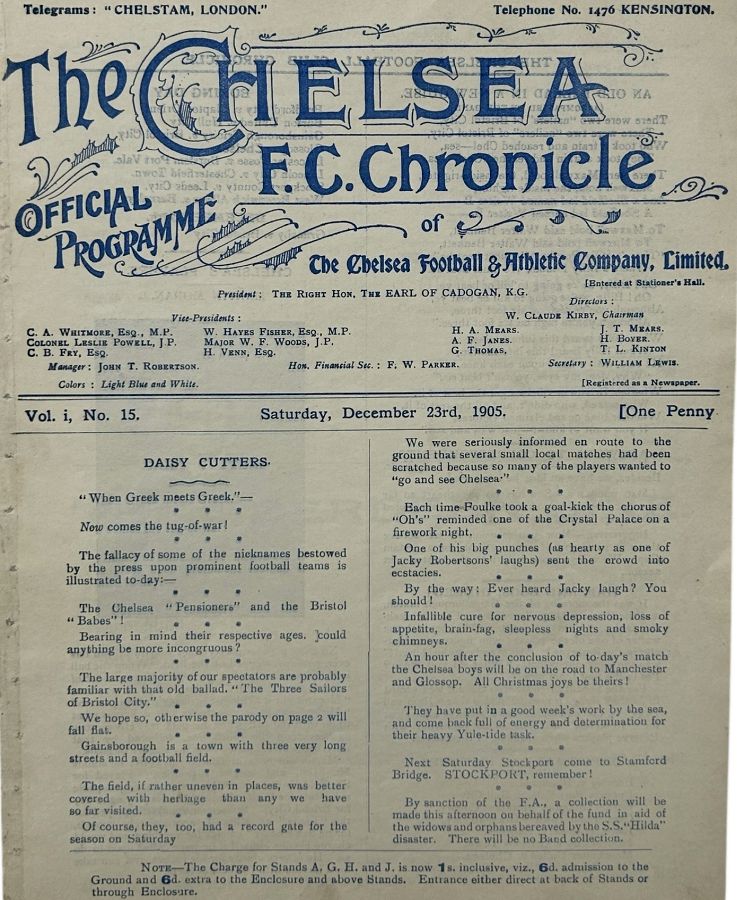 Telegrams: "CHELSTAM, LONDON."
Telephone No. 1476 KENSINGTON.
The CHELSEA
F.C. Chronicle
OFFICIAL
PROGRAMME
of
The Chelsea Football & Athletic Company, Limited.
[Entered at Stationer's Hall.
President: THE RIGHT HON. THE EARL OF CADOGAN, K.G.
Directors:
Vice-Presidents:
W. CLAUDE KIRBY, Chairman
C. A. WHITMORE, ESQ., M.P. W. HAYES FISHER, ESQ., M.P. H. A. MEARS. J. T. MEARS.
COLONEL LESLIE POWELL, J.P. MAJOR W. F. WOODS, J.P. A. F. JANES. H. BOYER.
C. B. FRY, ESQ. H. VENN, ESQ. G. THOMAS, T. L. KINTON
Manager: JOHN T. ROBERTSON. Hon. Financial Sec.: F. W. PARKER. Secretary: WILLIAM LEWIS.
Colors: Light Blue and White.
[Registered as a Newspaper.
Vol. i, No. 15. Saturday, December 23rd, 1905. [One Penny
DAISY CUTTERS.
"When Greek meets Greek."—
* * *
Now comes the tug-of-war!
* * *
The fallacy of some of the nicknames bestowed
by the press upon prominent football teams is
illustrated to-day:—
* * *
The Chelsea "Pensioners" and the Bristol
"Babes"!
* * *
Bearing in mind their respective ages. could
anything be more incongruous?
* * *
The large majority of our spectators are probably
familiar with that old ballad. "The Three Sailors
of Bristol City."
* * *
We hope so, otherwise the parody on page 2 will
fall flat.
* * *
Gainsborough is a town with three very long
streets and a football field.
* * *
The field, if rather uneven in places, was better
covered with herbage than any we have
so far visited.
* * *
Of course, they, too, had a record gate for the
season on Saturday
We were seriously informed en route to the
ground that several small local matches had been
scratched because so many of the players wanted to
"go and see Chelsea."
* * *
Each time Foulke took a goal-kick the chorus of
"Oh's" reminded one of the Crystal Palace on a
firework night.
* * *
One of his big punches (as hearty as one of
Jacky Robertsons' laughs) sent the crowd into
ecstacies.
* * *
By the way: Ever heard Jacky laugh? You
should!
* * *
Infallible cure for nervous depression, loss of
appetite, brain-fag, sleepless nights and smoky
chimneys.
* * *
An hour after the conclusion of to-day's match
the Chelsea boys will be on the road to Manchester
and Glossop. All Christmas joys be theirs!
* * *
They have put in a good week's work by the sea,
and come back full of energy and determination for
their heavy Yule-tide task.
* * *
Next Saturday Stockport come to Stamford
Bridge. STOCKPORT, remember!
* * *
By sanction of the F.A., a collection will be
made this afternoon on behalf of the fund in aid of
the widows and orphans bereaved by the S.S. "Hilda"
disaster. There will be no Band collection.
NOTE—The Charge for Stands A, G, H, and J. is now 1s. inclusive, viz., 6d. admission to the
Ground and 6d. extra to the Enclosure and above Stands. Entrance either direct at back of Stands or
through Enclosure.